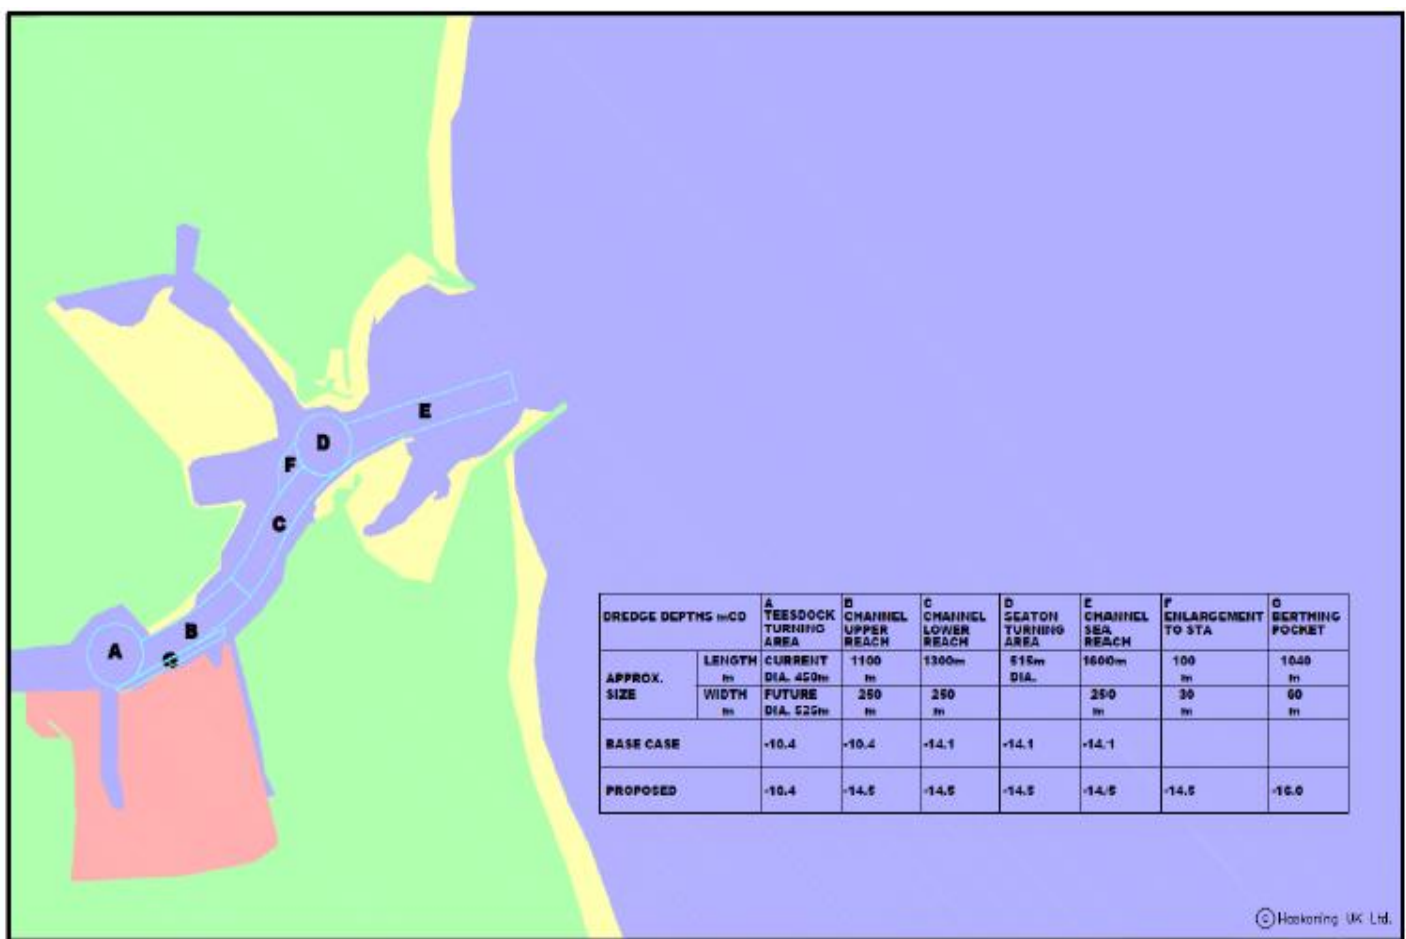 E
D
F
C
B
A
G
DREDGE DEPTHS mCD
A TEESDOCK TURNING AREA
B CHANNEL UPPER REACH
C CHANNEL LOWER REACH
D SEATON TURNING AREA
E CHANNEL SEA REACH
F ENLARGEMENT TO STA
G BERTHING POCKET
APPROX. SIZE
LENGTH m
CURRENT DIA. 450m
1100 m
1300m
515m DIA.
1600m
100 m
1040 m
WIDTH m
FUTURE DIA. 525m
250 m
250 m
250 m
30 m
60 m
BASE CASE
-10.4
-10.4
-14.1
-14.1
-14.1
PROPOSED
-10.4
-14.5
-14.5
-14.5
-14.5
-14.5
-16.0
© Haskoning UK Ltd.